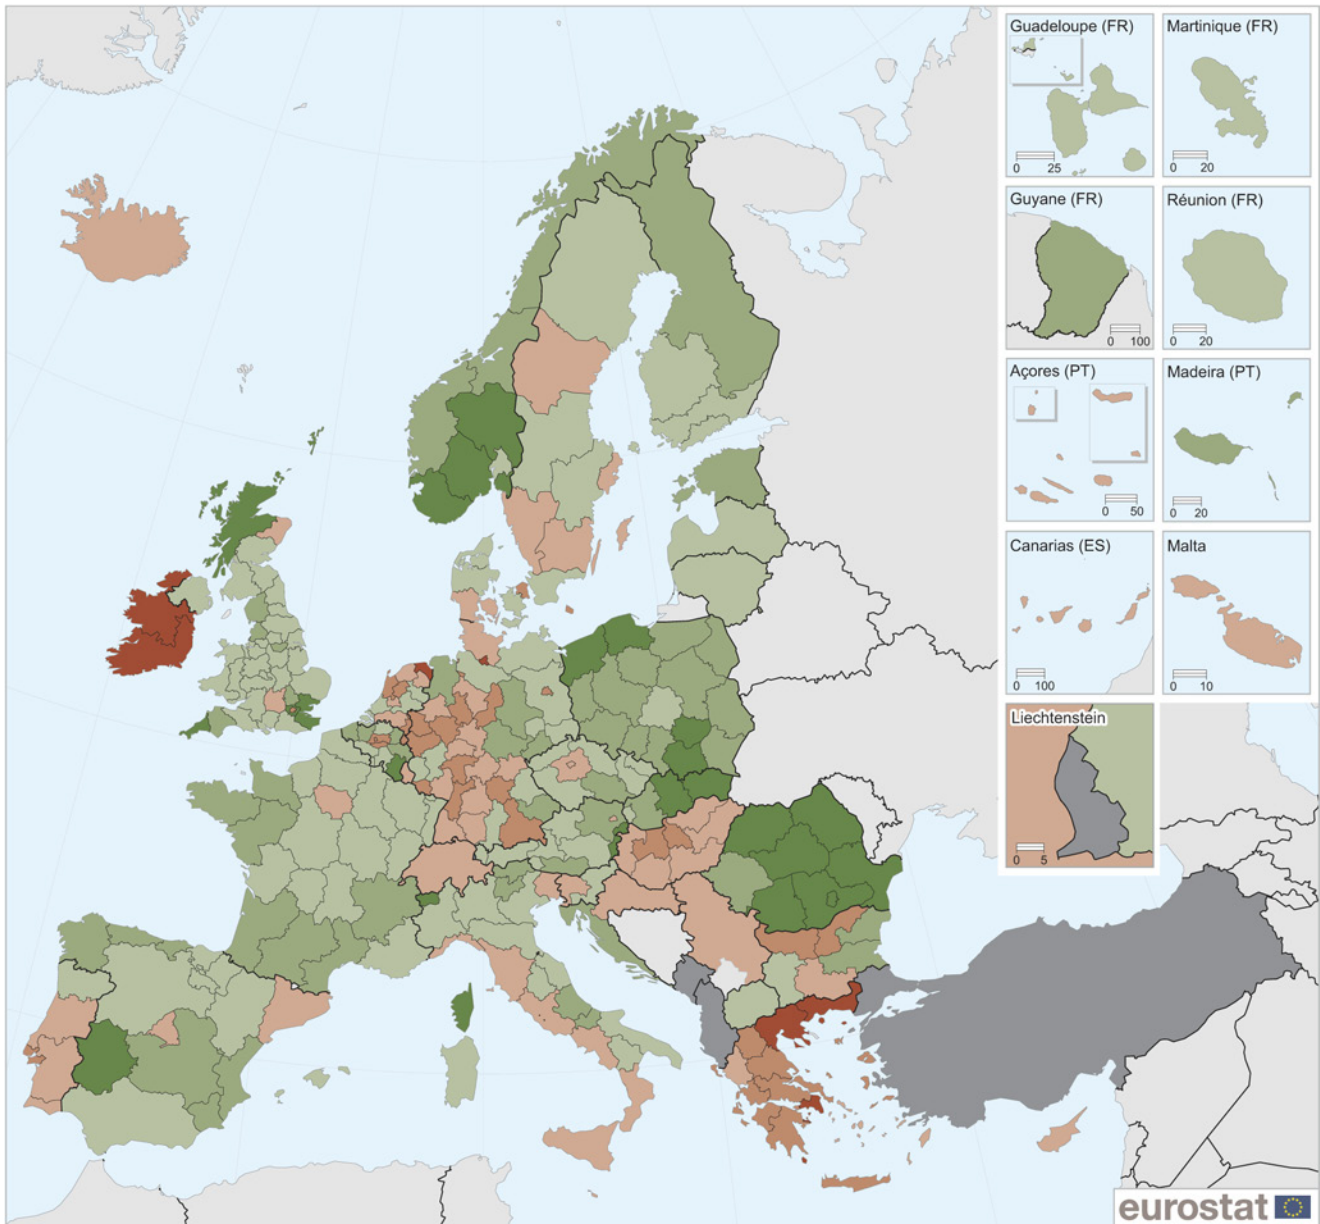 Guadeloupe (FR)
0 25
Martinique (FR)
0 20
Guyane (FR)
0 100
Réunion (FR)
0 20
Açores (PT)
0 50
Madeira (PT)
0 20
Canarias (ES)
0 100
Malta
0 10
Liechtenstein
0 5
eurostat